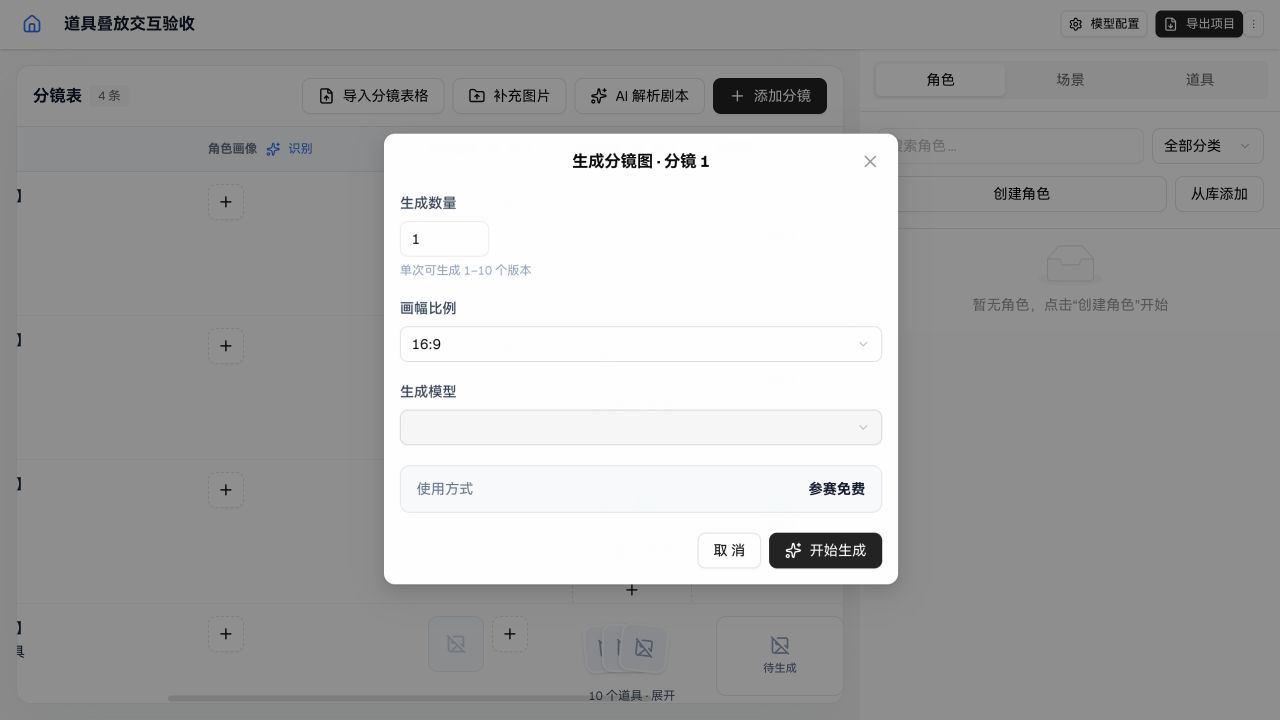 道具叠放交互验收
模型配置
导出项目
分镜表
4 条
导入分镜表格
补充图片
AI 解析剧本
添加分镜
角色
场景
道具
角色画像
识别
搜索角色...
全部分类
创建角色
从库添加
暂无角色，点击“创建角色”开始
生成分镜图 · 分镜 1
生成数量
1
单次可生成 1–10 个版本
画幅比例
16:9
生成模型
使用方式
参赛免费
取 消
开始生成
】
】
】
】
具
10 个道具 · 展开
待生成